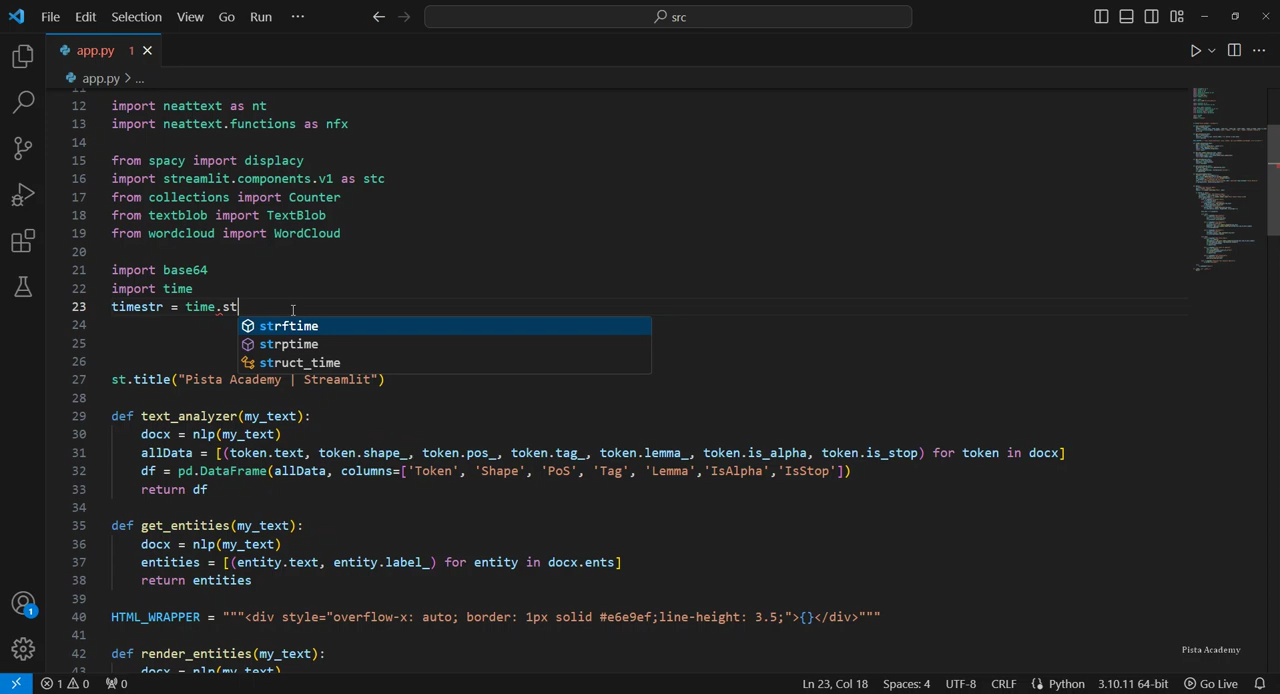 File Edit Selection View Go Run ··· src
app.py 1
app.py > ...
11
12 import neattext as nt
13 import neattext.functions as nfx
14
15 from spacy import displacy
16 import streamlit.components.v1 as stc
17 from collections import Counter
18 from textblob import TextBlob
19 from wordcloud import WordCloud
20
21 import base64
22 import time
23 timestr = time.st
strftime
24
strptime
25
struct_time
26
27 st.title("Pista Academy | Streamlit")
28
29 def text_analyzer(my_text):
30 docx = nlp(my_text)
31 allData = [(token.text, token.shape_, token.pos_, token.tag_, token.lemma_, token.is_alpha, token.is_stop) for token in docx]
32 df = pd.DataFrame(allData, columns=['Token', 'Shape', 'PoS', 'Tag', 'Lemma','IsAlpha','IsStop'])
33 return df
34
35 def get_entities(my_text):
36 docx = nlp(my_text)
37 entities = [(entity.text, entity.label_) for entity in docx.ents]
38 return entities
39
40 HTML_WRAPPER = """<div style="overflow-x: auto; border: 1px solid #e6e9ef;line-height: 3.5;">{}</div>"""
41
42 def render_entities(my_text):
Pista Academy
43 docx = nlp(my_text)
1
1 0 0 Ln 23, Col 18 Spaces: 4 UTF-8 CRLF Python 3.10.11 64-bit Go Live